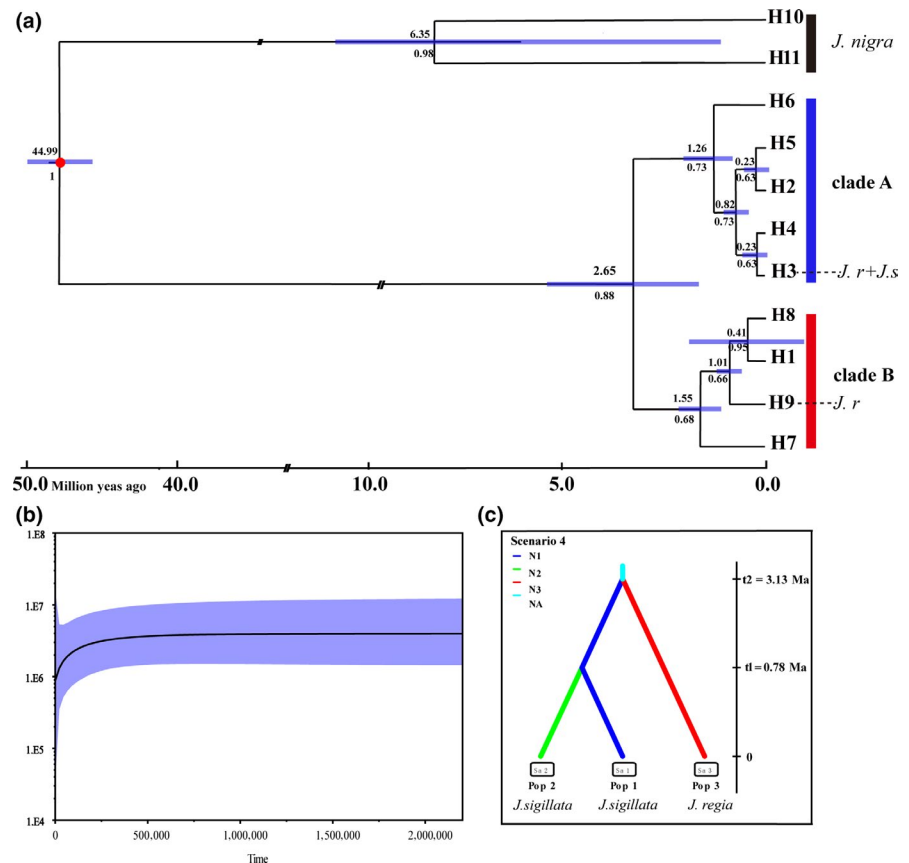 (a)
H10
6.35
0.98
H11
J. nigra
H6
H5
1.26
0.73
0.23
0.63
H2
clade A
0.82
0.73
H4
0.23
0.63
H3
J. r+J.s
44.99
1
2.65
0.88
H8
0.41
0.95
H1
1.01
0.66
clade B
H9
J. r
1.55
0.68
H7
50.0 Million yeas ago 40.0 10.0 5.0 0.0
(b)
1.E8
1.E7
1.E6
1.E5
1.E4
0 500,000 1,000,000 1,500,000 2,000,000
Time
(c)
Scenario 4
N1
N2
N3
NA
t2 = 3.13 Ma
t1=0.78 Ma
0
Sa 2 Sa 1 Sa 3
Pop 2 Pop 1 Pop 3
J.sigillata J.sigillata J. regia